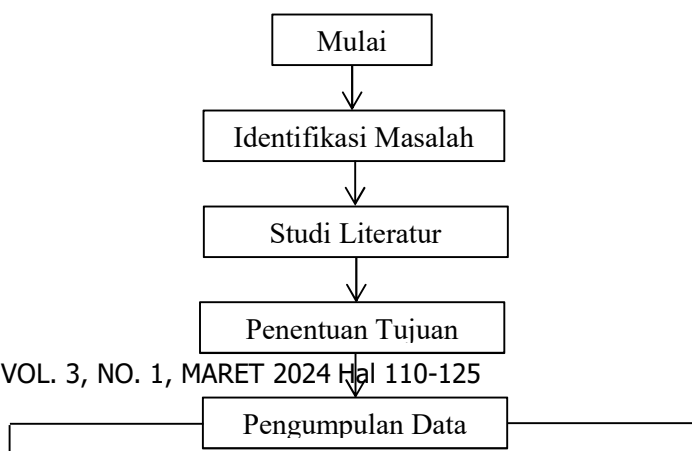 Mulai
Identifikasi Masalah
Studi Literatur
Penentuan Tujuan
VOL. 3, NO. 1, MARET 2024 Hal 110-125
Pengumpulan Data